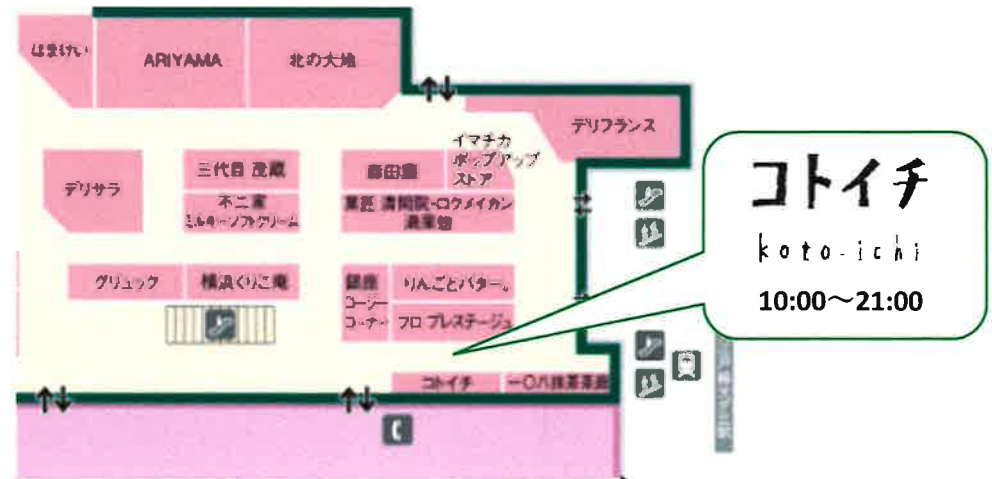 はまけい
ARIYAMA
北の大地
デリフランス
イマチカ
ポップアップ
ストア
デリサラ
三代目 茂蔵
不二家
ミルキーソフトクリーム
森田農
菓匠 清閑院・ロクメイカン
グリュック
横浜くりこ庵
銀座
コージー
コーナー
りんごとバター。
フロ プレステージュ
コトイチ
一〇八抹茶茶廊
コトイチ
koto-ichi
10:00～21:00